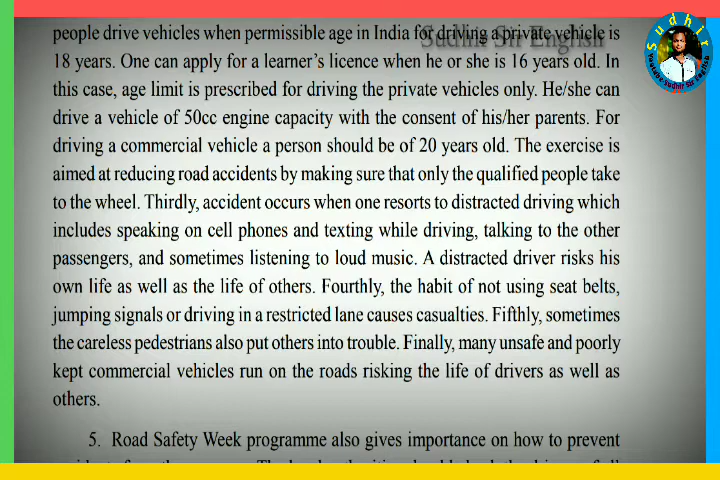 people drive vehicles when permissible age in India for driving a private vehicle is
Sudhir Sir English
18 years. One can apply for a learner's licence when he or she is 16 years old. In
this case, age limit is prescribed for driving the private vehicles only. He/she can
drive a vehicle of 50cc engine capacity with the consent of his/her parents. For
driving a commercial vehicle a person should be of 20 years old. The exercise is
aimed at reducing road accidents by making sure that only the qualified people take
to the wheel. Thirdly, accident occurs when one resorts to distracted driving which
includes speaking on cell phones and texting while driving, talking to the other
passengers, and sometimes listening to loud music. A distracted driver risks his
own life as well as the life of others. Fourthly, the habit of not using seat belts,
jumping signals or driving in a restricted lane causes casualties. Fifthly, sometimes
the careless pedestrians also put others into trouble. Finally, many unsafe and poorly
kept commercial vehicles run on the roads risking the life of drivers as well as
others.
5. Road Safety Week programme also gives importance on how to prevent
Sudhir
Youtube Sudhir Sir English